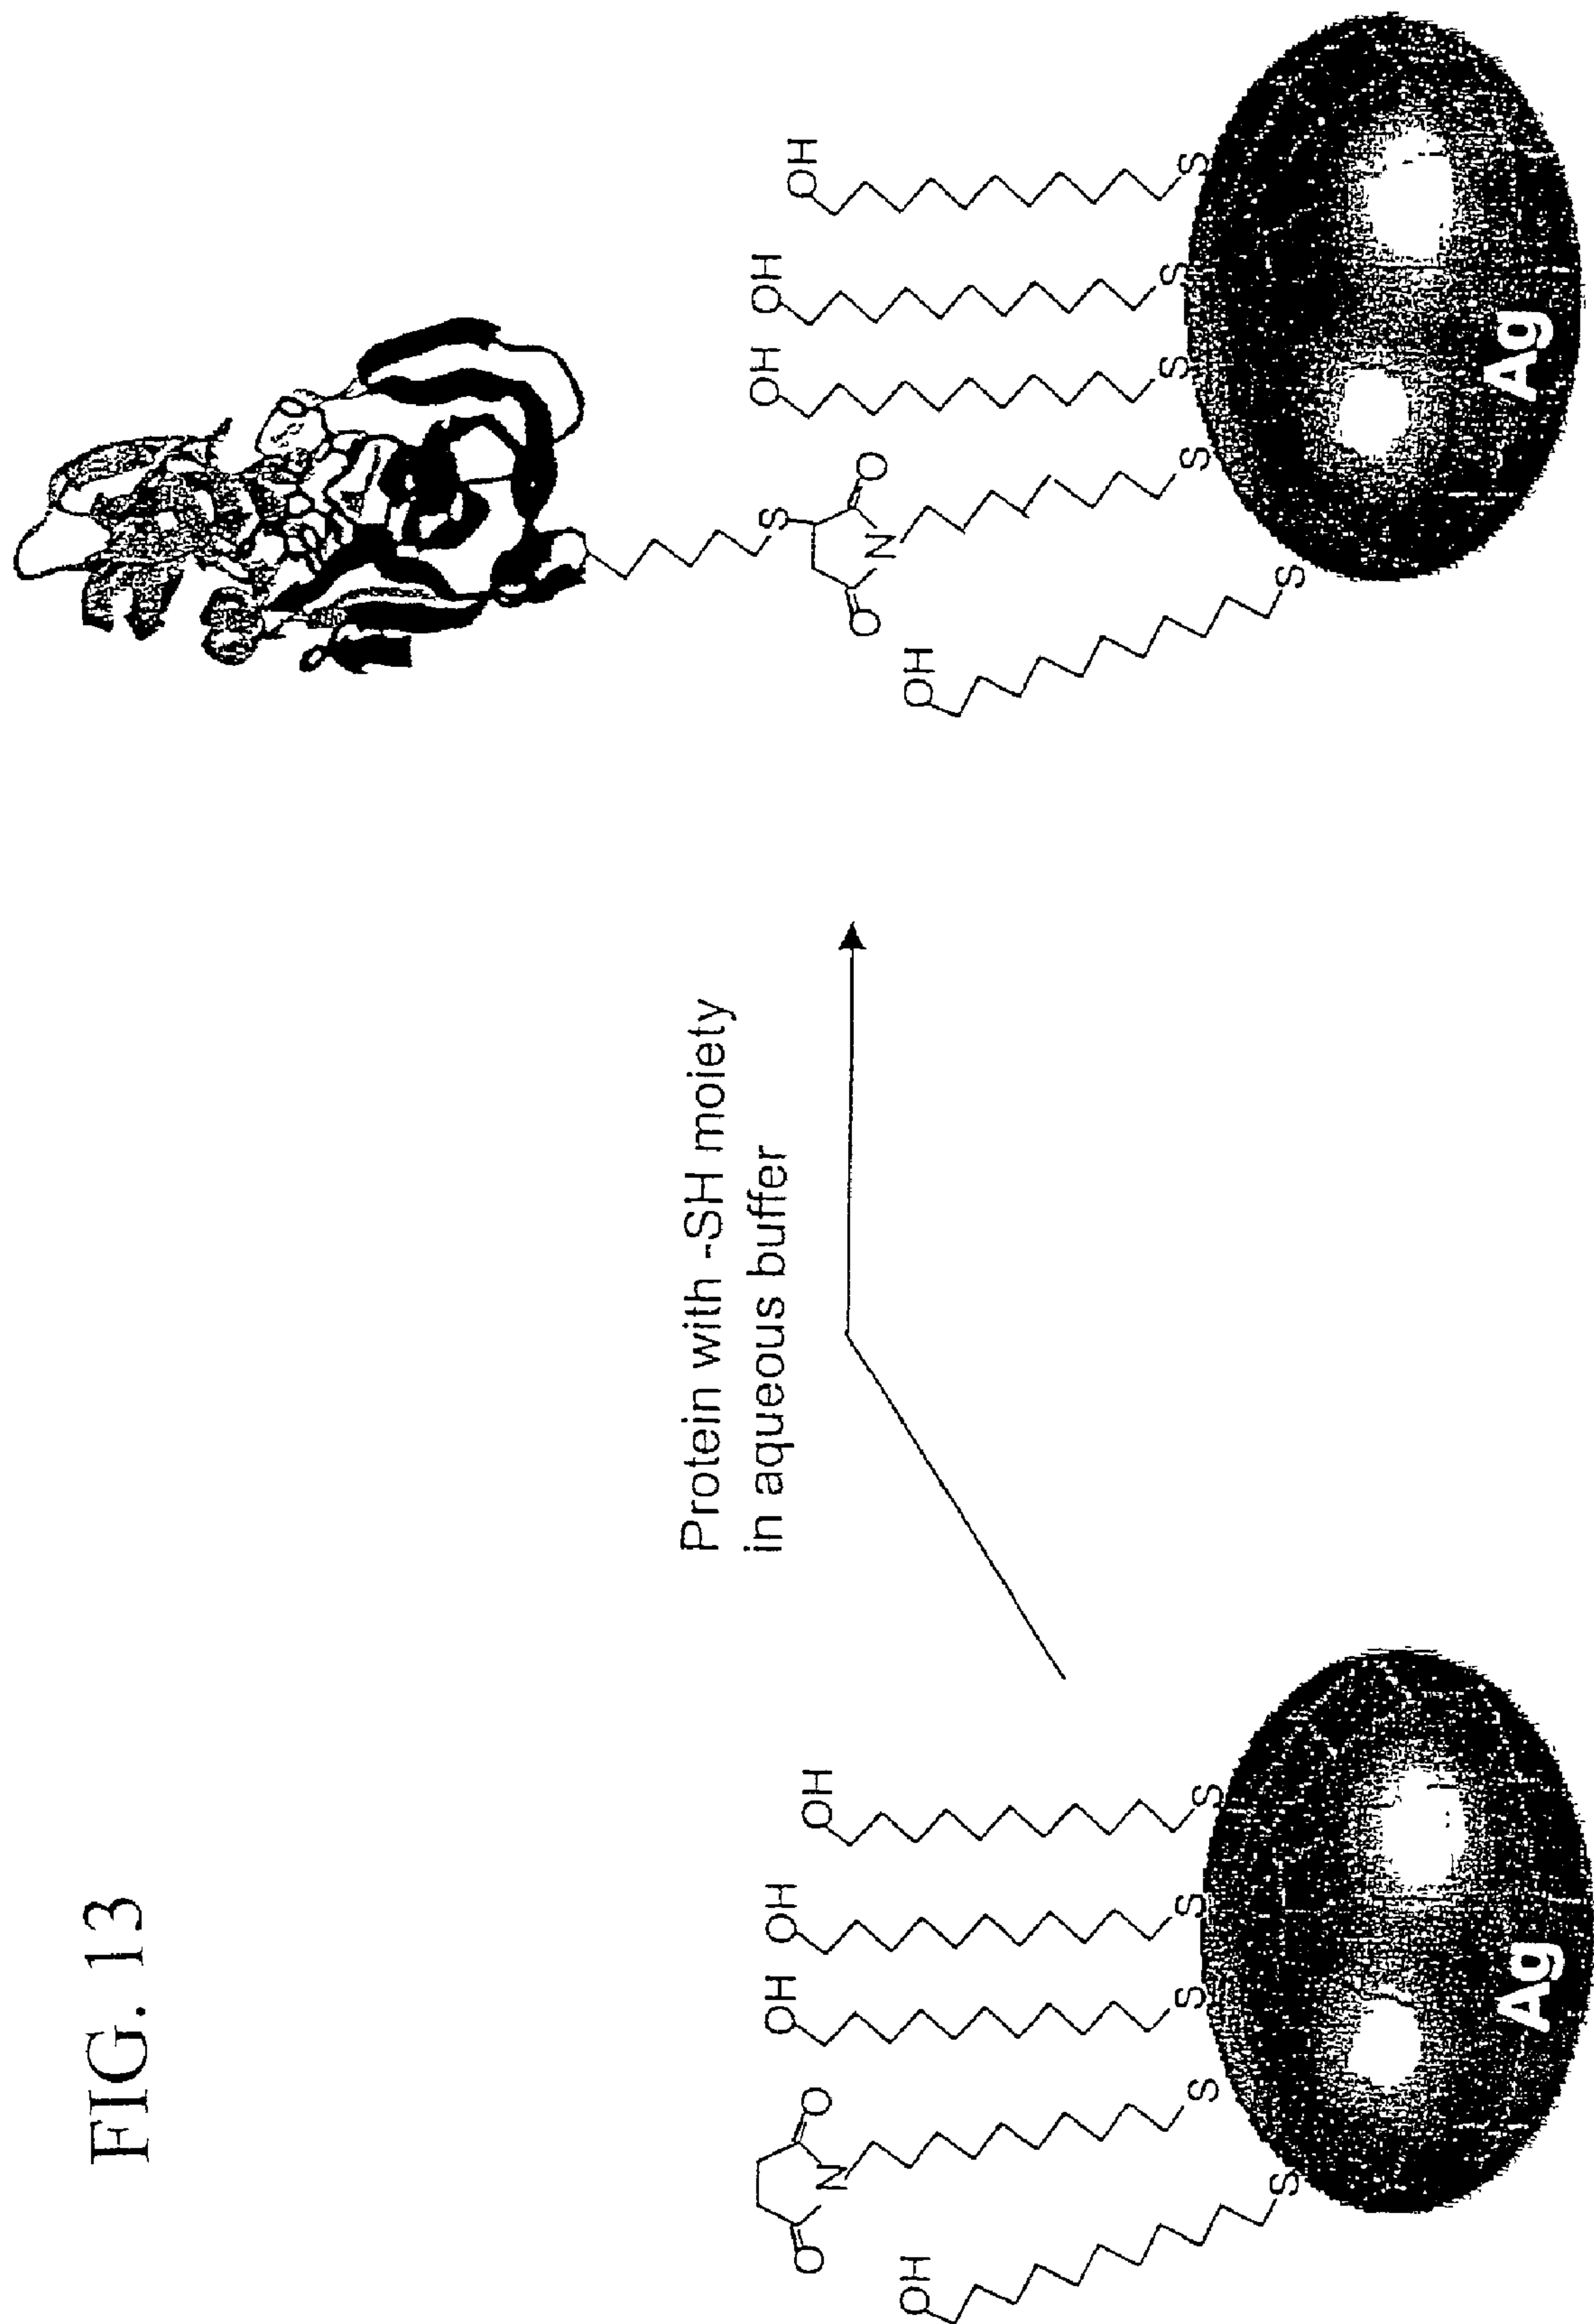 FIG. 13
Protein with -SH moiety
in aqueous buffer
OH
O
N
O
OH
OH
OH
S
S
S
S
S
Ag
OH
O
N
O
S
OH
OH
OH
S
S
S
S
S
Ag